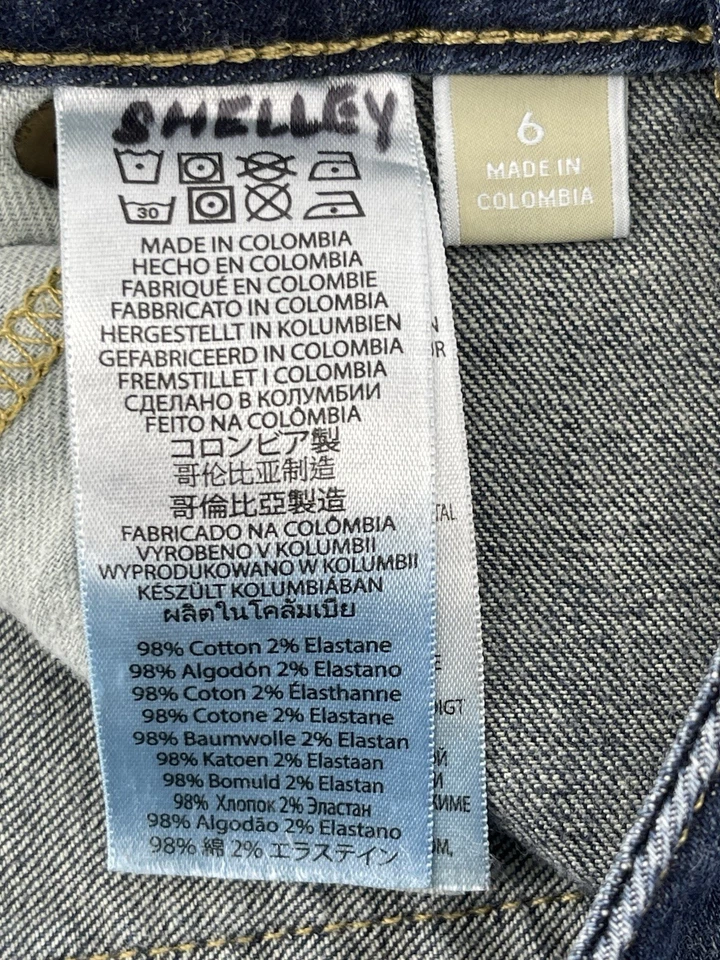 SHELLEY
30
MADE IN COLOMBIA
HECHO EN COLOMBIA
FABRIQUÉ EN COLOMBIE
FABBRICATO IN COLOMBIA
HERGESTELLT IN KOLUMBIEN
GEFABRICEERD IN COLOMBIA
FREMSTILLET I COLOMBIA
СДЕЛАНО В КОЛУМБИИ
FEITO NA COLÔMBIA
コロンビア製
哥伦比亚制造
哥倫比亞製造
FABRICADO NA COLÔMBIA
VYROBENO V KOLUMBII
WYPRODUKOWANO W KOLUMBII
KÉSZÜLT KOLUMBIÁBAN
ผลิตในโคลัมเบีย
98% Cotton 2% Elastane
98% Algodón 2% Elastano
98% Coton 2% Élasthanne
98% Cotone 2% Elastane
98% Baumwolle 2% Elastan
98% Katoen 2% Elastaan
98% Bomuld 2% Elastan
98% Хлопок 2% Эластан
98% Algodão 2% Elastano
98% 綿 2% エラステイン
6
MADE IN
COLOMBIA